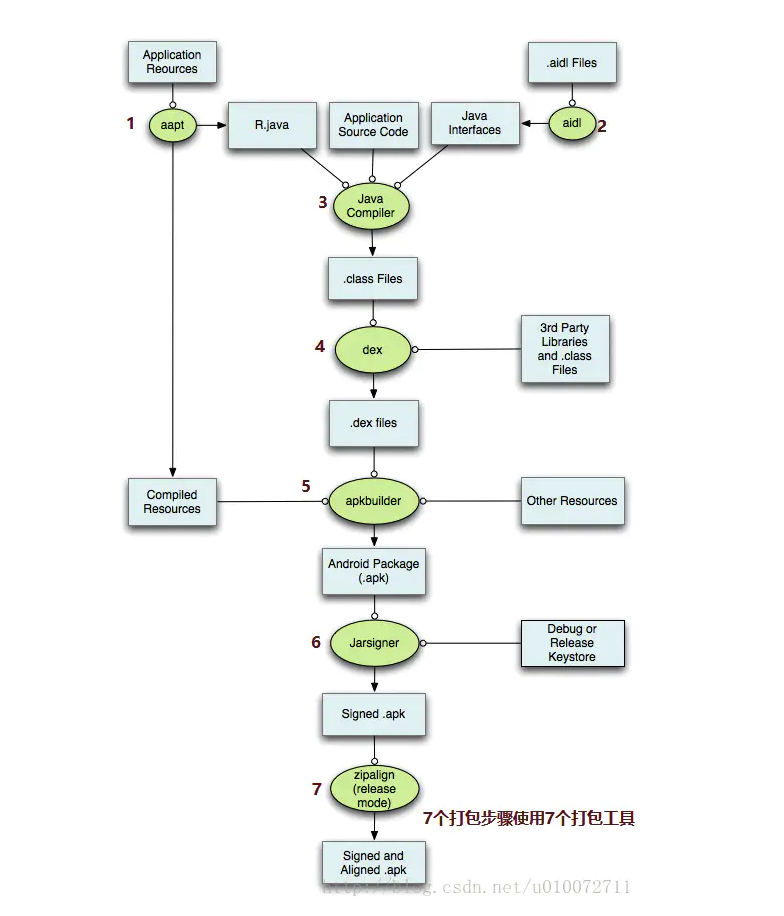 Application
Reources
.aidl Files
1
aapt
R.java
Application
Source Code
Java
Interfaces
aidl
2
3
Java
Compiler
.class Files
4
dex
3rd Party
Libraries
and .class
Files
.dex files
5
Compiled
Resources
apkbuilder
Other Resources
Android Package
(.apk)
6
Jarsigner
Debug or
Release
Keystore
Signed .apk
7
zipalign
(release
mode)
7个打包步骤使用7个打包工具
Signed and
Aligned .apk
http://blog.csdn.net/u010072711